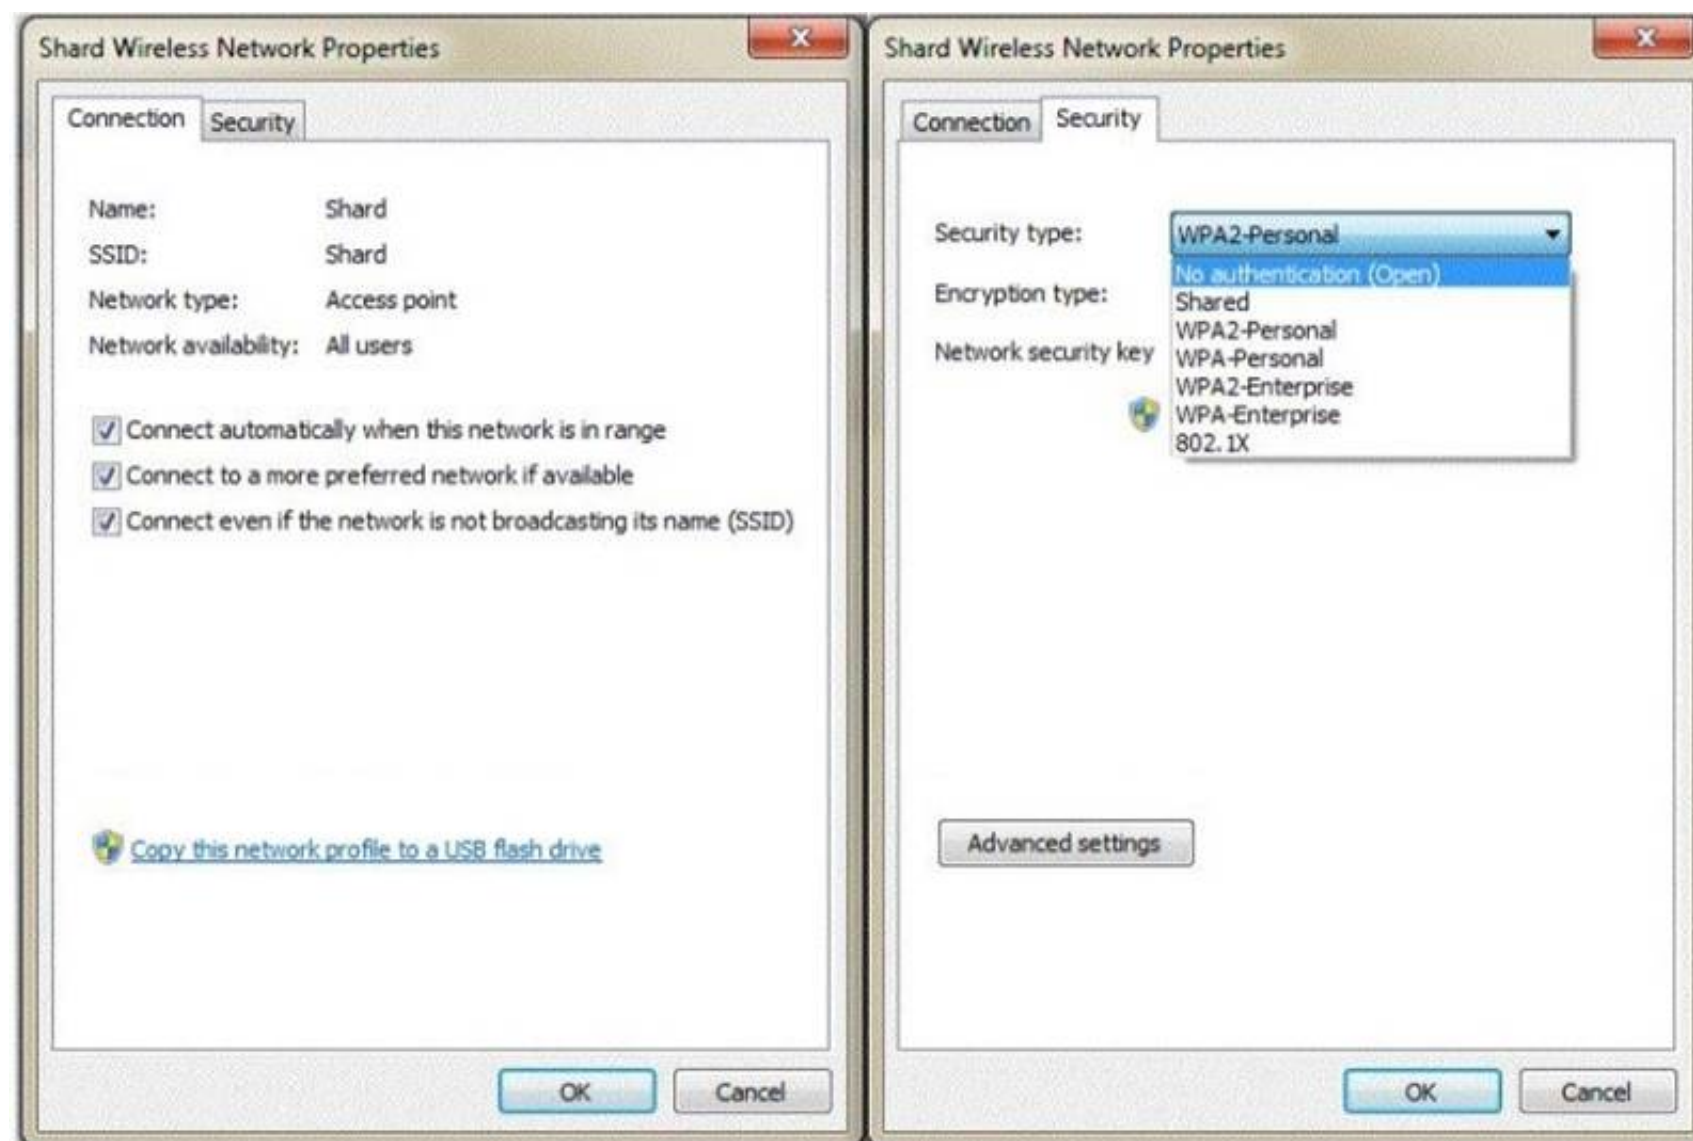 Shard Wireless Network Properties
Connection
Security
Name: Shard
SSID: Shard
Network type: Access point
Network availability: All users
Connect automatically when this network is in range
Connect to a more preferred network if available
Connect even if the network is not broadcasting its name (SSID)
Copy this network profile to a USB flash drive
OK
Cancel
Shard Wireless Network Properties
Connection
Security
Security type: WPA2-Personal
No authentication (Open)
Encryption type:
Shared
WPA2-Personal
Network security key
WPA-Personal
WPA2-Enterprise
WPA-Enterprise
802.1X
Advanced settings
OK
Cancel